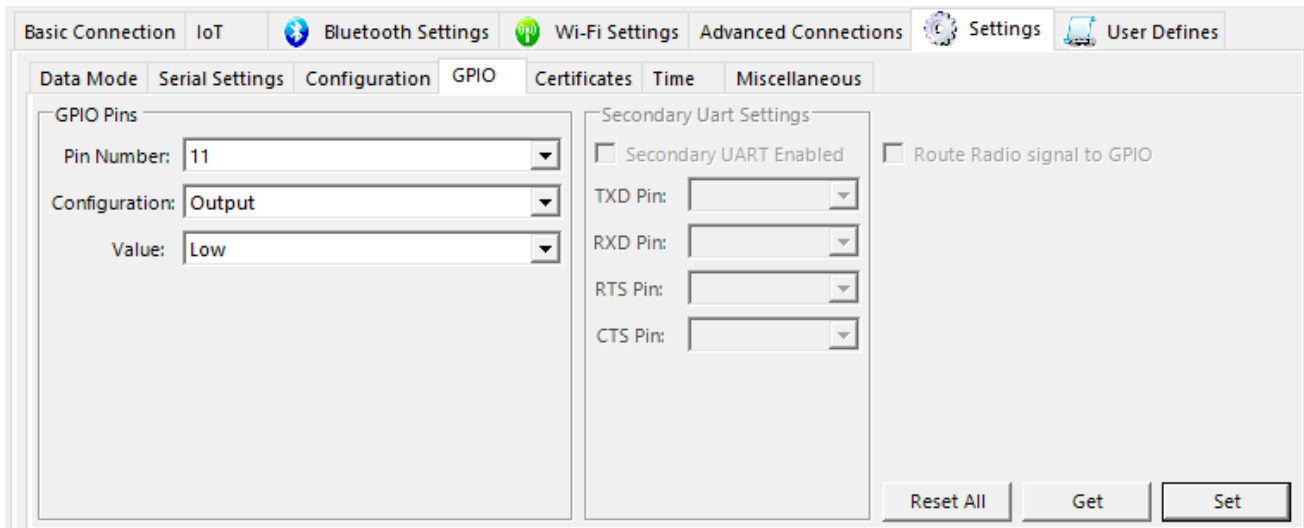 Basic Connection IoT Bluetooth Settings Wi-Fi Settings Advanced Connections Settings User Defines
Data Mode Serial Settings Configuration GPIO Certificates Time Miscellaneous
GPIO Pins
Pin Number: 11
Configuration: Output
Value: Low
Secondary Uart Settings
Secondary UART Enabled
TXD Pin:
RXD Pin:
RTS Pin:
CTS Pin:
Route Radio signal to GPIO
Reset All Get Set